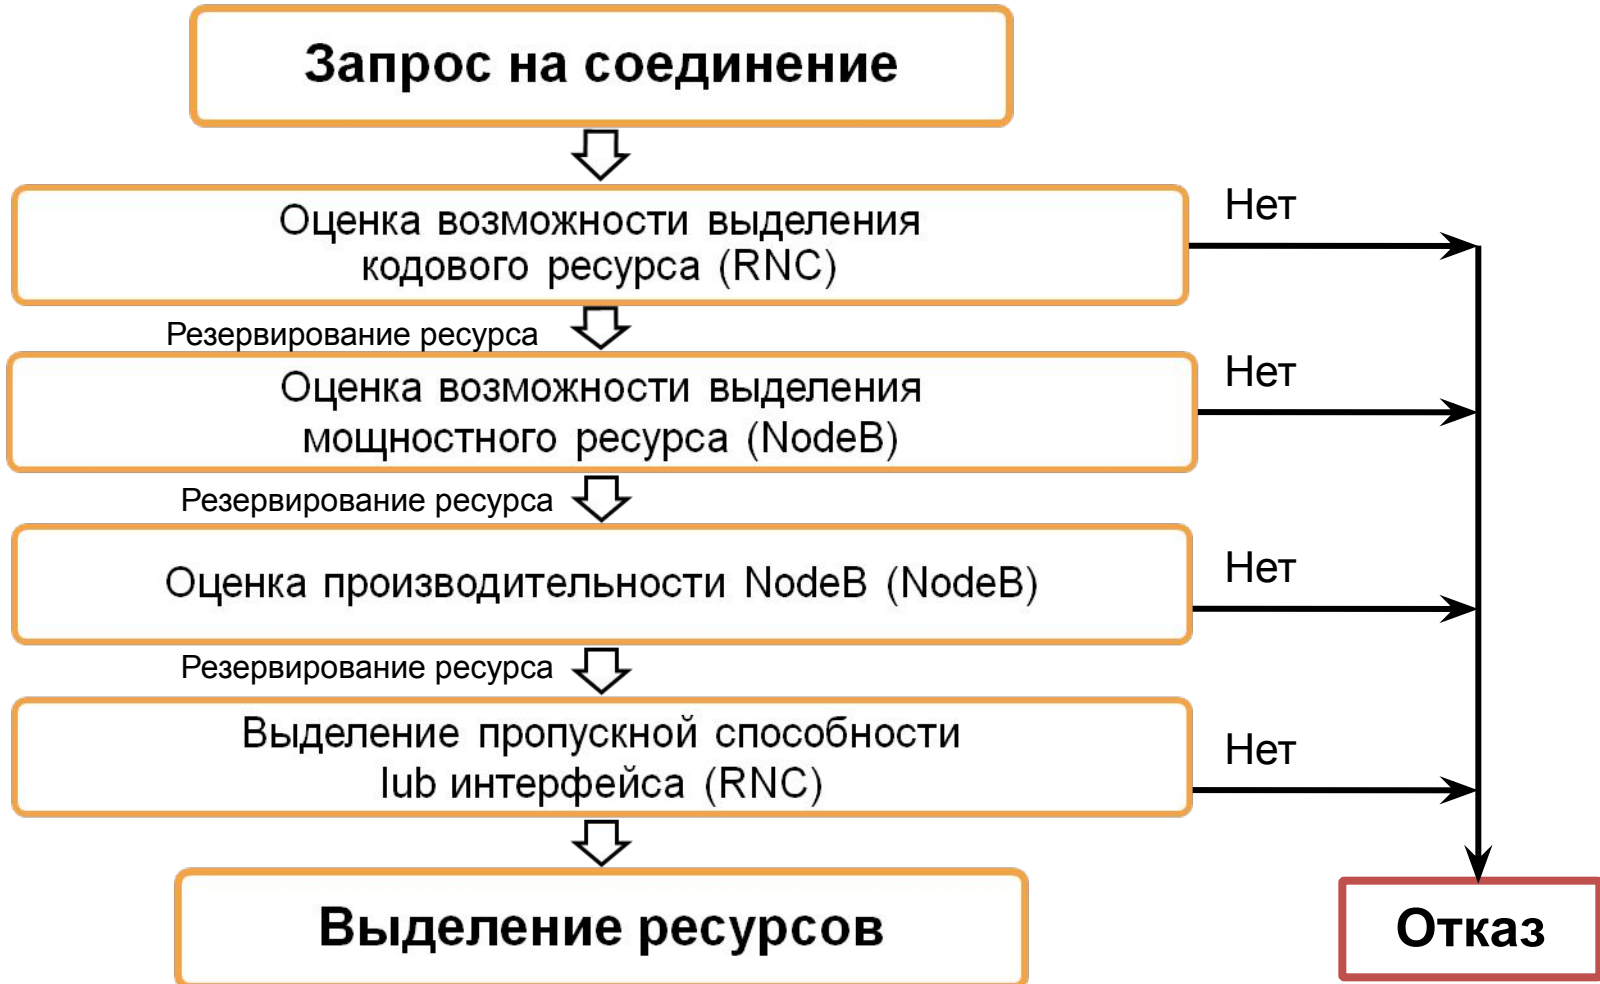 Запрос на соединение
Оценка возможности выделения
кодового ресурса (RNC)
Нет
Резервирование ресурса
Оценка возможности выделения
мощностного ресурса (NodeB)
Нет
Резервирование ресурса
Оценка производительности NodeB (NodeB)
Нет
Резервирование ресурса
Выделение пропускной способности
Iub интерфейса (RNC)
Нет
Выделение ресурсов
Отказ